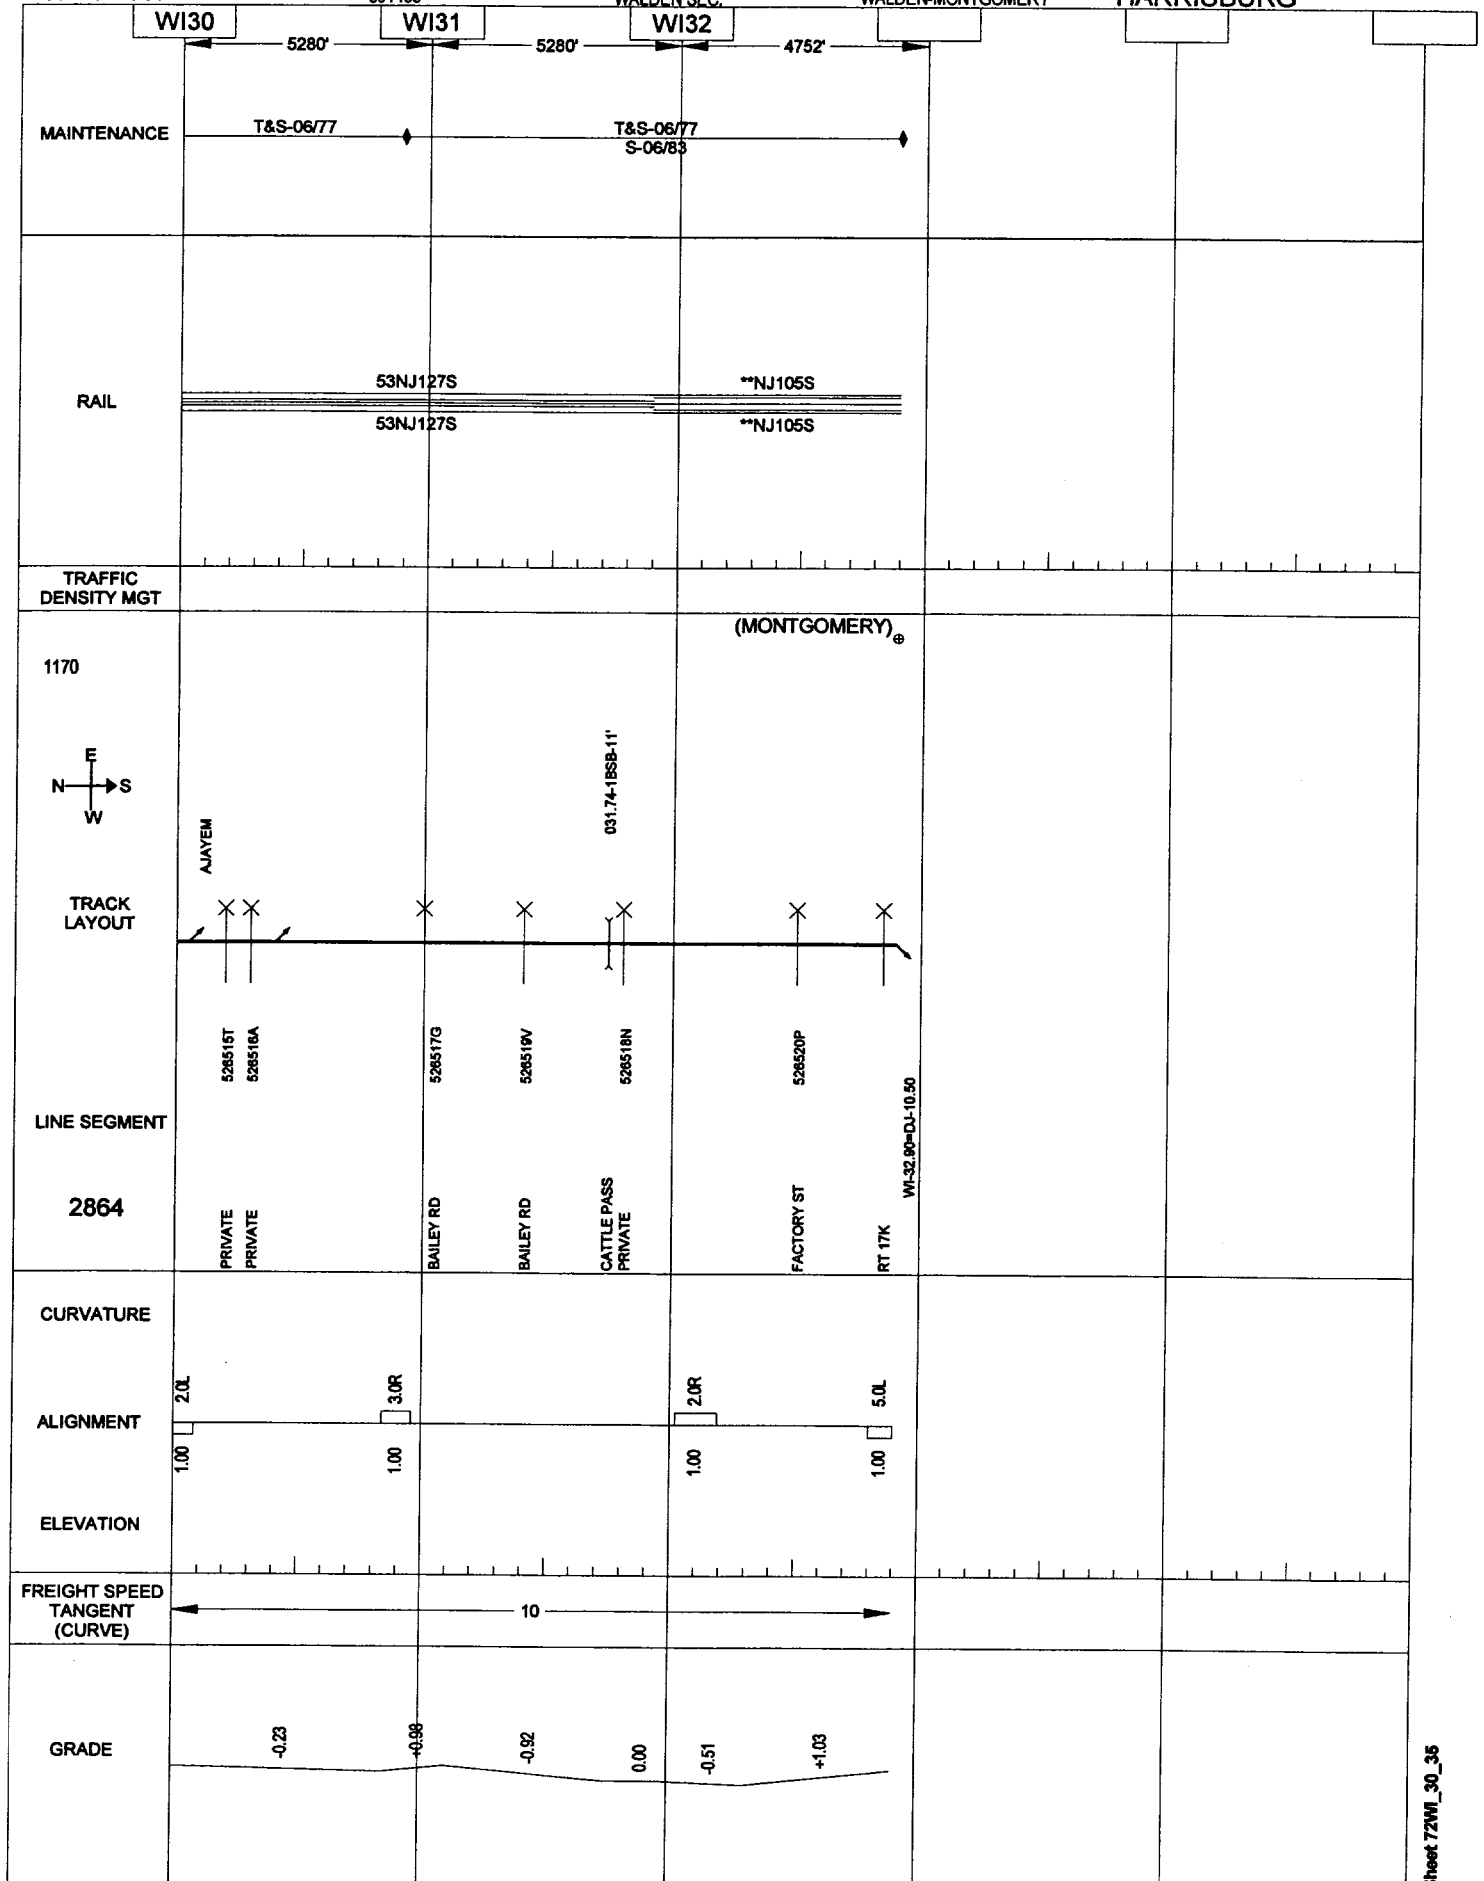 WALDEN SEC.
WALDEN-MONTGOMERY
HARRISBURG
WI30
WI31
WI32
5280'
5280'
4752'
MAINTENANCE
T&S-06/77
T&S-06/77
S-06/83
RAIL
53NJ127S
**NJ105S
53NJ127S
**NJ105S
TRAFFIC
DENSITY MGT
(MONTGOMERY)
1170
E
N
S
W
AJAYEM
031.74-1BSB-11'
TRACK
LAYOUT
526515T
526516A
526517G
526519V
526518N
526520P
WI-32.90=DJ-10.50
LINE SEGMENT
2864
PRIVATE
PRIVATE
BAILEY RD
BAILEY RD
CATTLE PASS
PRIVATE
FACTORY ST
RT 17K
CURVATURE
2.0L
3.0R
2.0R
5.0L
ALIGNMENT
1.00
1.00
1.00
1.00
ELEVATION
FREIGHT SPEED
TANGENT
(CURVE)
10
GRADE
-0.23
+0.98
-0.92
0.00
-0.51
+1.03
Sheet 72WI_30_35